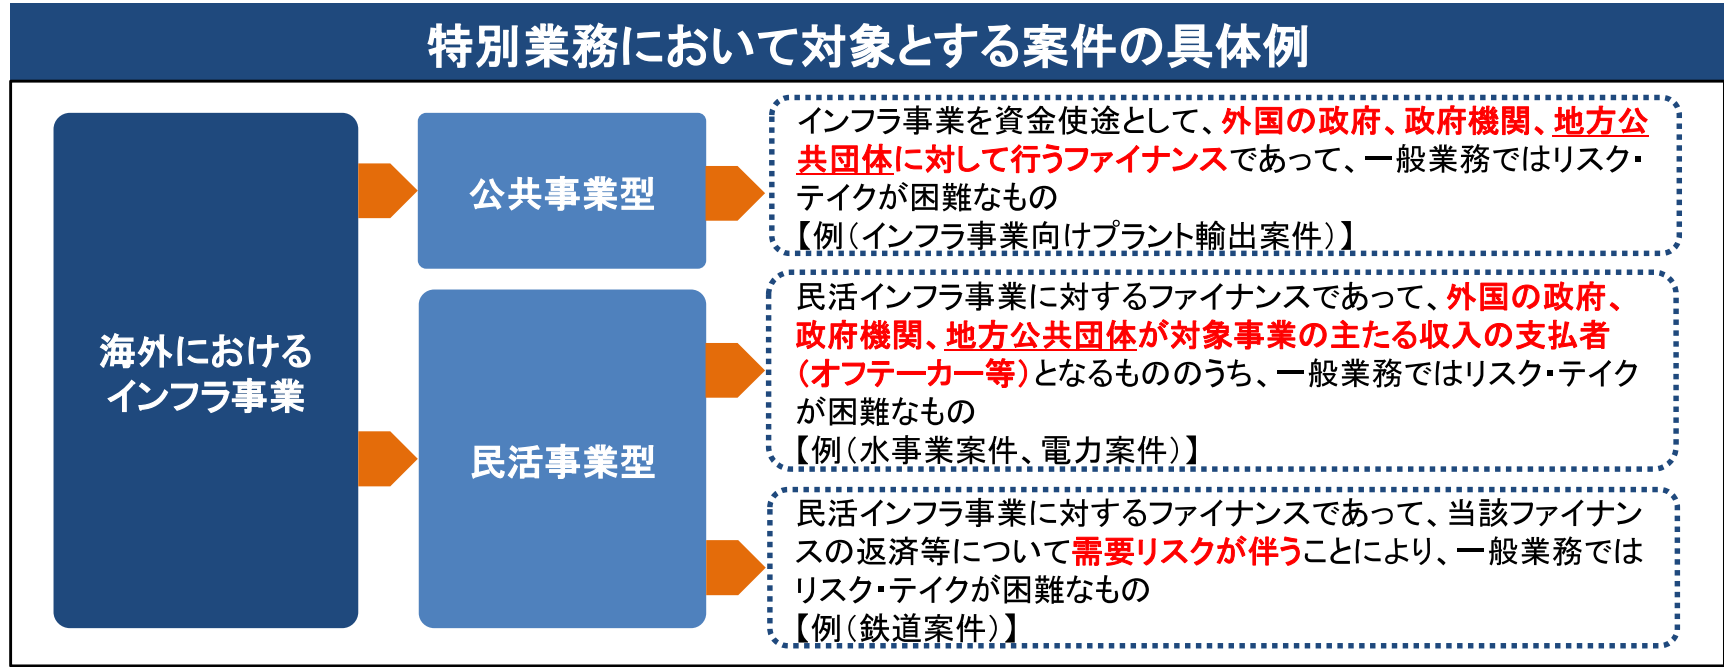 特別業務において対象とする案件の具体例
海外における
インフラ事業
公共事業型
インフラ事業を資金使途として、外国の政府、政府機関、地方公
共団体に対して行うファイナンスであって、一般業務ではリスク・
テイクが困難なもの
【例（インフラ事業向けプラント輸出案件）】
民活事業型
民活インフラ事業に対するファイナンスであって、外国の政府、
政府機関、地方公共団体が対象事業の主たる収入の支払者
（オフテーカー等）となるもののうち、一般業務ではリスク・テイク
が困難なもの
【例（水事業案件、電力案件）】
民活インフラ事業に対するファイナンスであって、当該ファイナン
スの返済等について需要リスクが伴うことにより、一般業務では
リスク・テイクが困難なもの
【例（鉄道案件）】